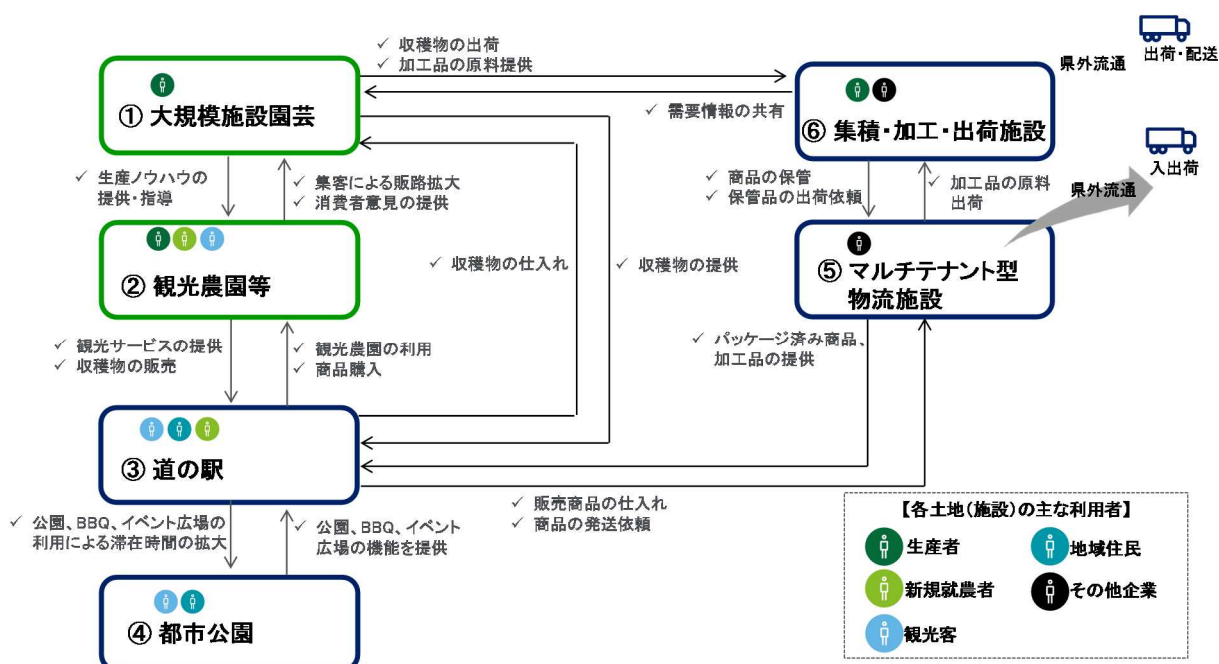 ✓ 収穫物の出荷
✓ 加工品の原料提供
県外流通
出荷・配送
① 大規模施設園芸
⑥ 集積・加工・出荷施設
✓ 需要情報の共有
入出荷
県外流通
✓ 生産ノウハウの
提供・指導
✓ 集客による販路拡大
✓ 消費者意見の提供
✓ 商品の保管
✓ 保管品の出荷依頼
✓ 加工品の原料
出荷
② 観光農園等
✓ 収穫物の仕入れ
✓ 収穫物の提供
⑤ マルチテナント型
物流施設
✓ 観光サービスの提供
✓ 収穫物の販売
✓ 観光農園の利用
✓ 商品購入
✓ パッケージ済み商品、
加工品の提供
③ 道の駅
✓ 公園、BBQ、イベント広場の
利用による滞在時間の拡大
✓ 公園、BBQ、イベント
広場の機能を提供
✓ 販売商品の仕入れ
✓ 商品の発送依頼
④ 都市公園
【各土地(施設)の主な利用者】
生産者
地域住民
新規就農者
その他企業
観光客